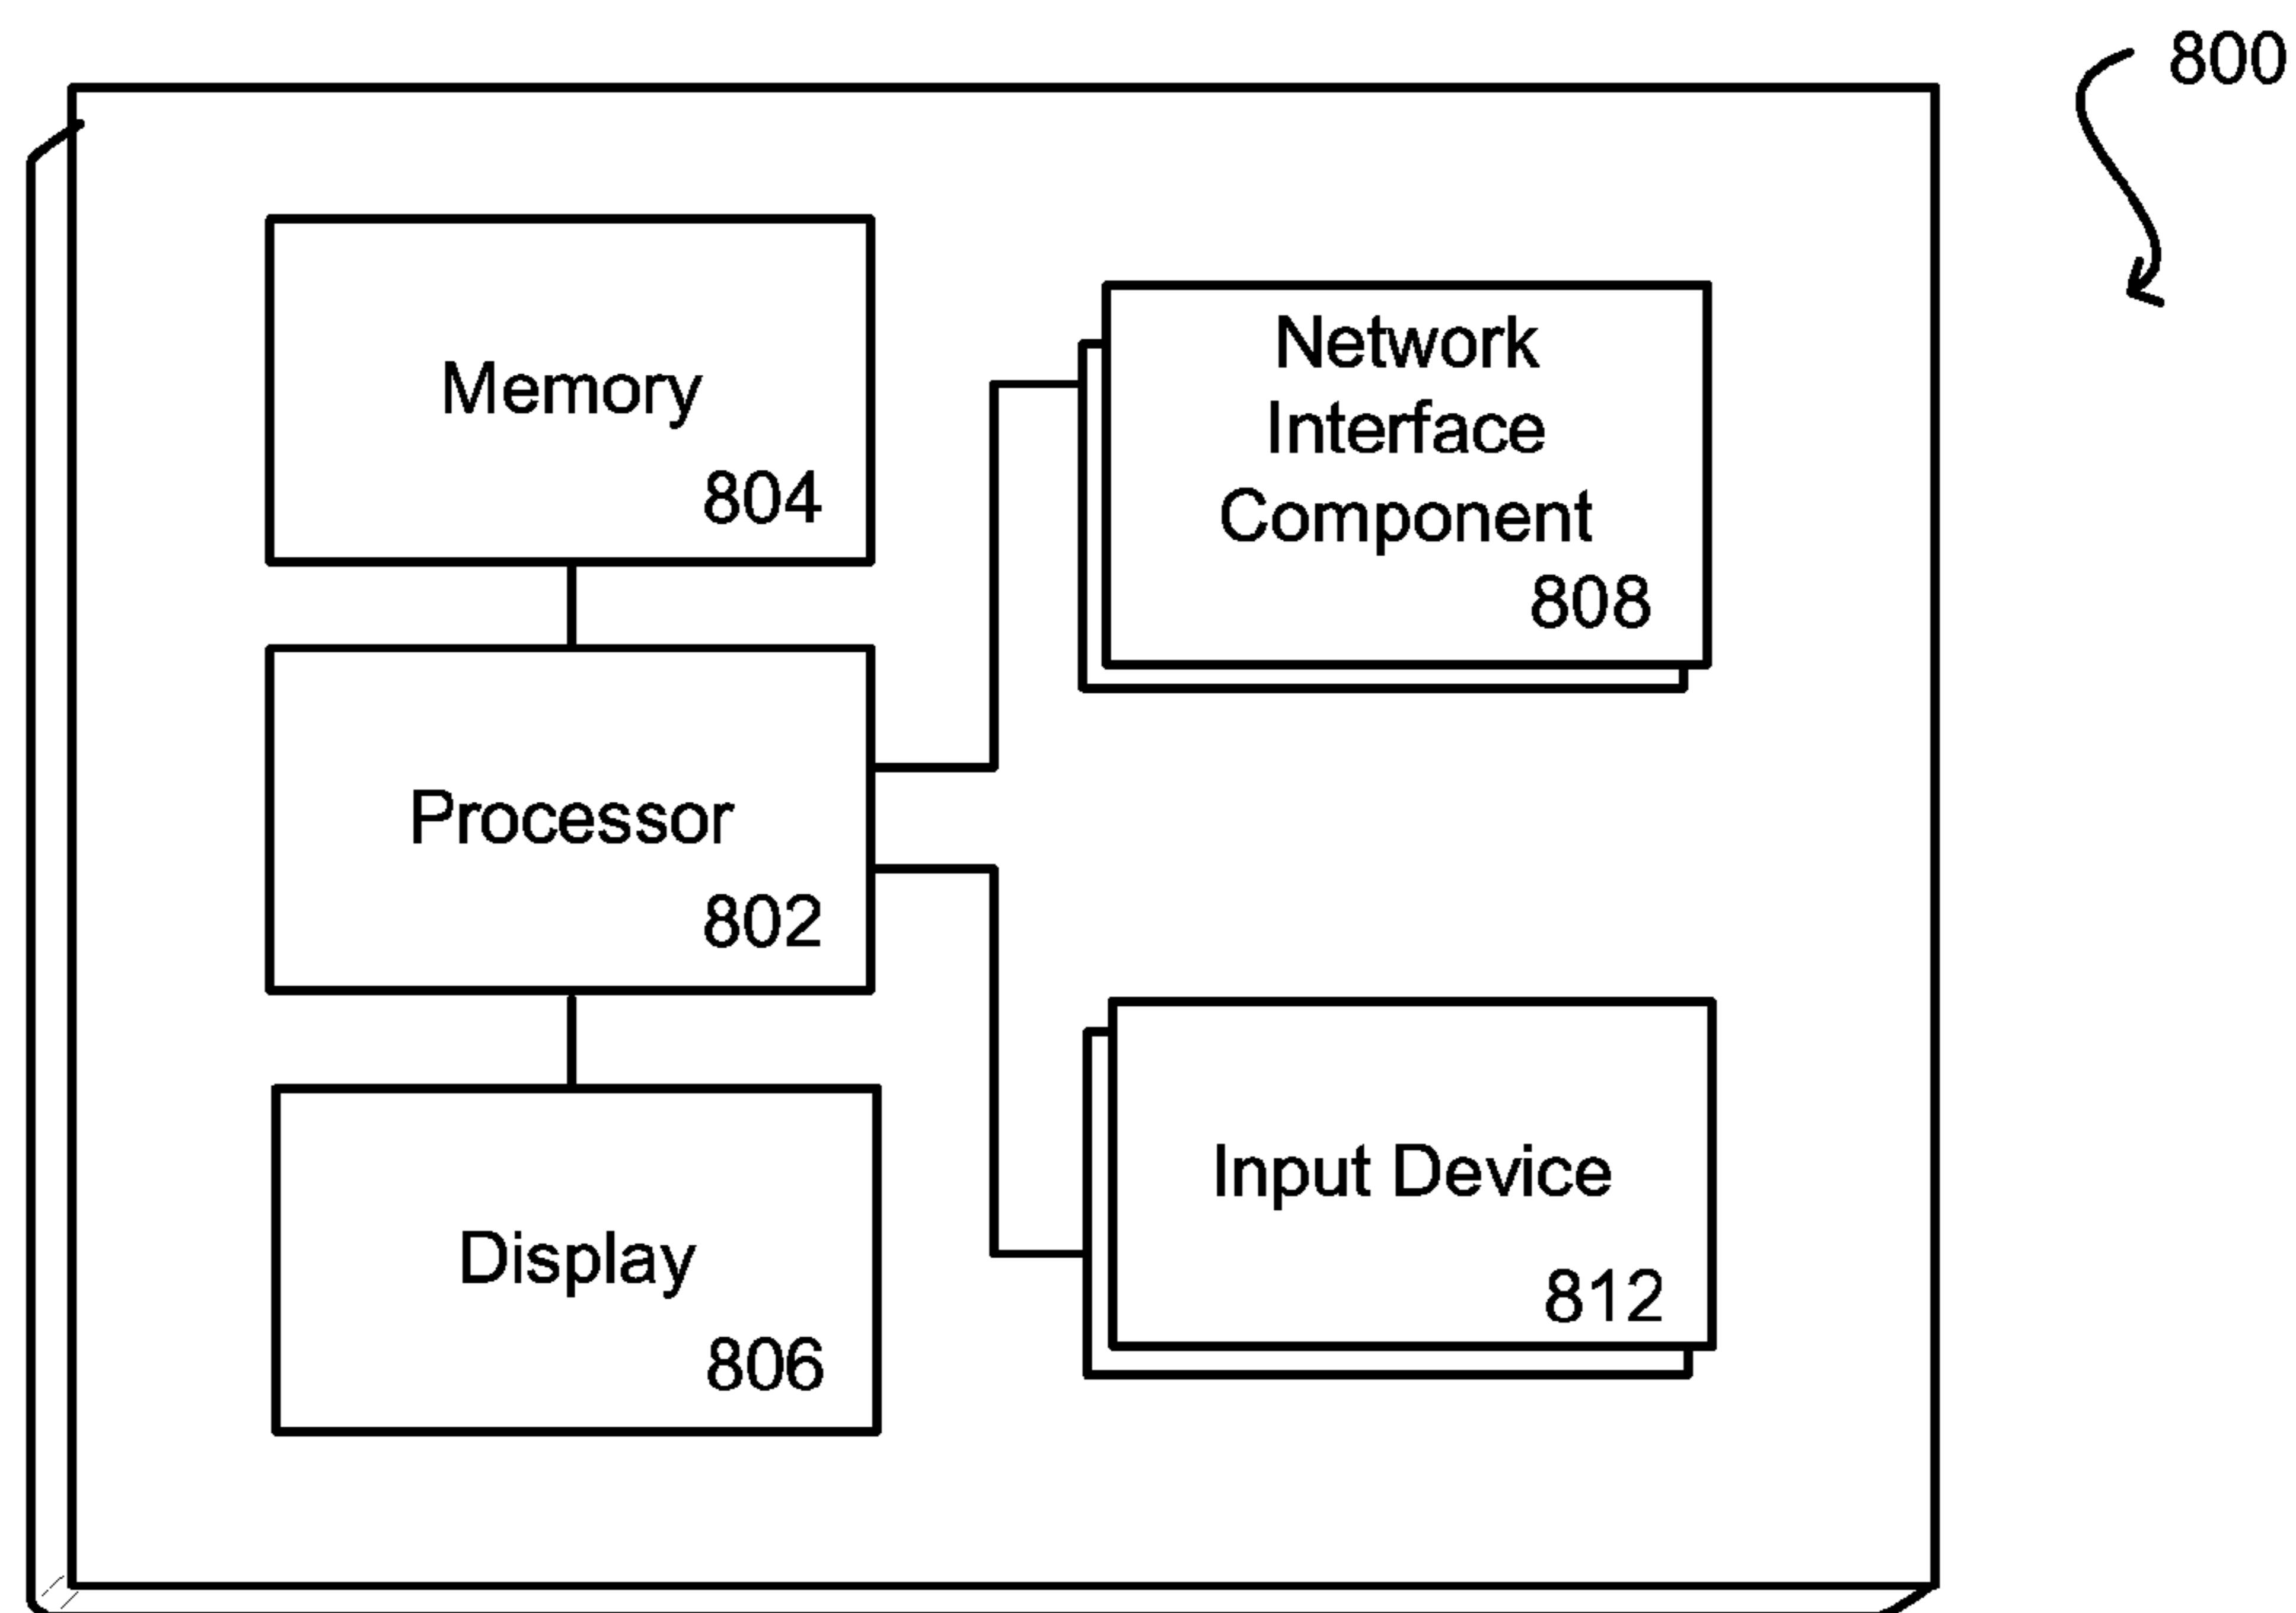 800
Memory
804
Network
Interface
Component
808
Processor
802
Input Device
812
Display
806